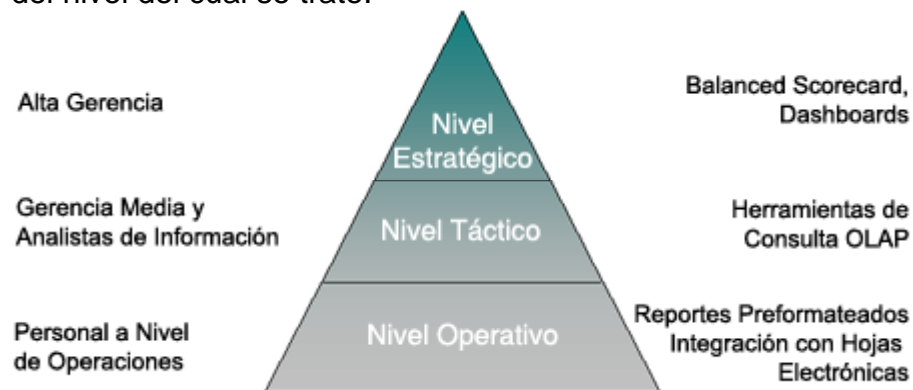 del nivel del cual se trate.
Alta Gerencia
Nivel
Estratégico
Balanced Scorecard,
Dashboards
Gerencia Media y
Analistas de Información
Nivel Táctico
Herramientas de
Consulta OLAP
Personal a Nivel
de Operaciones
Nivel Operativo
Reportes Preformateados
Integración con Hojas
Electrónicas